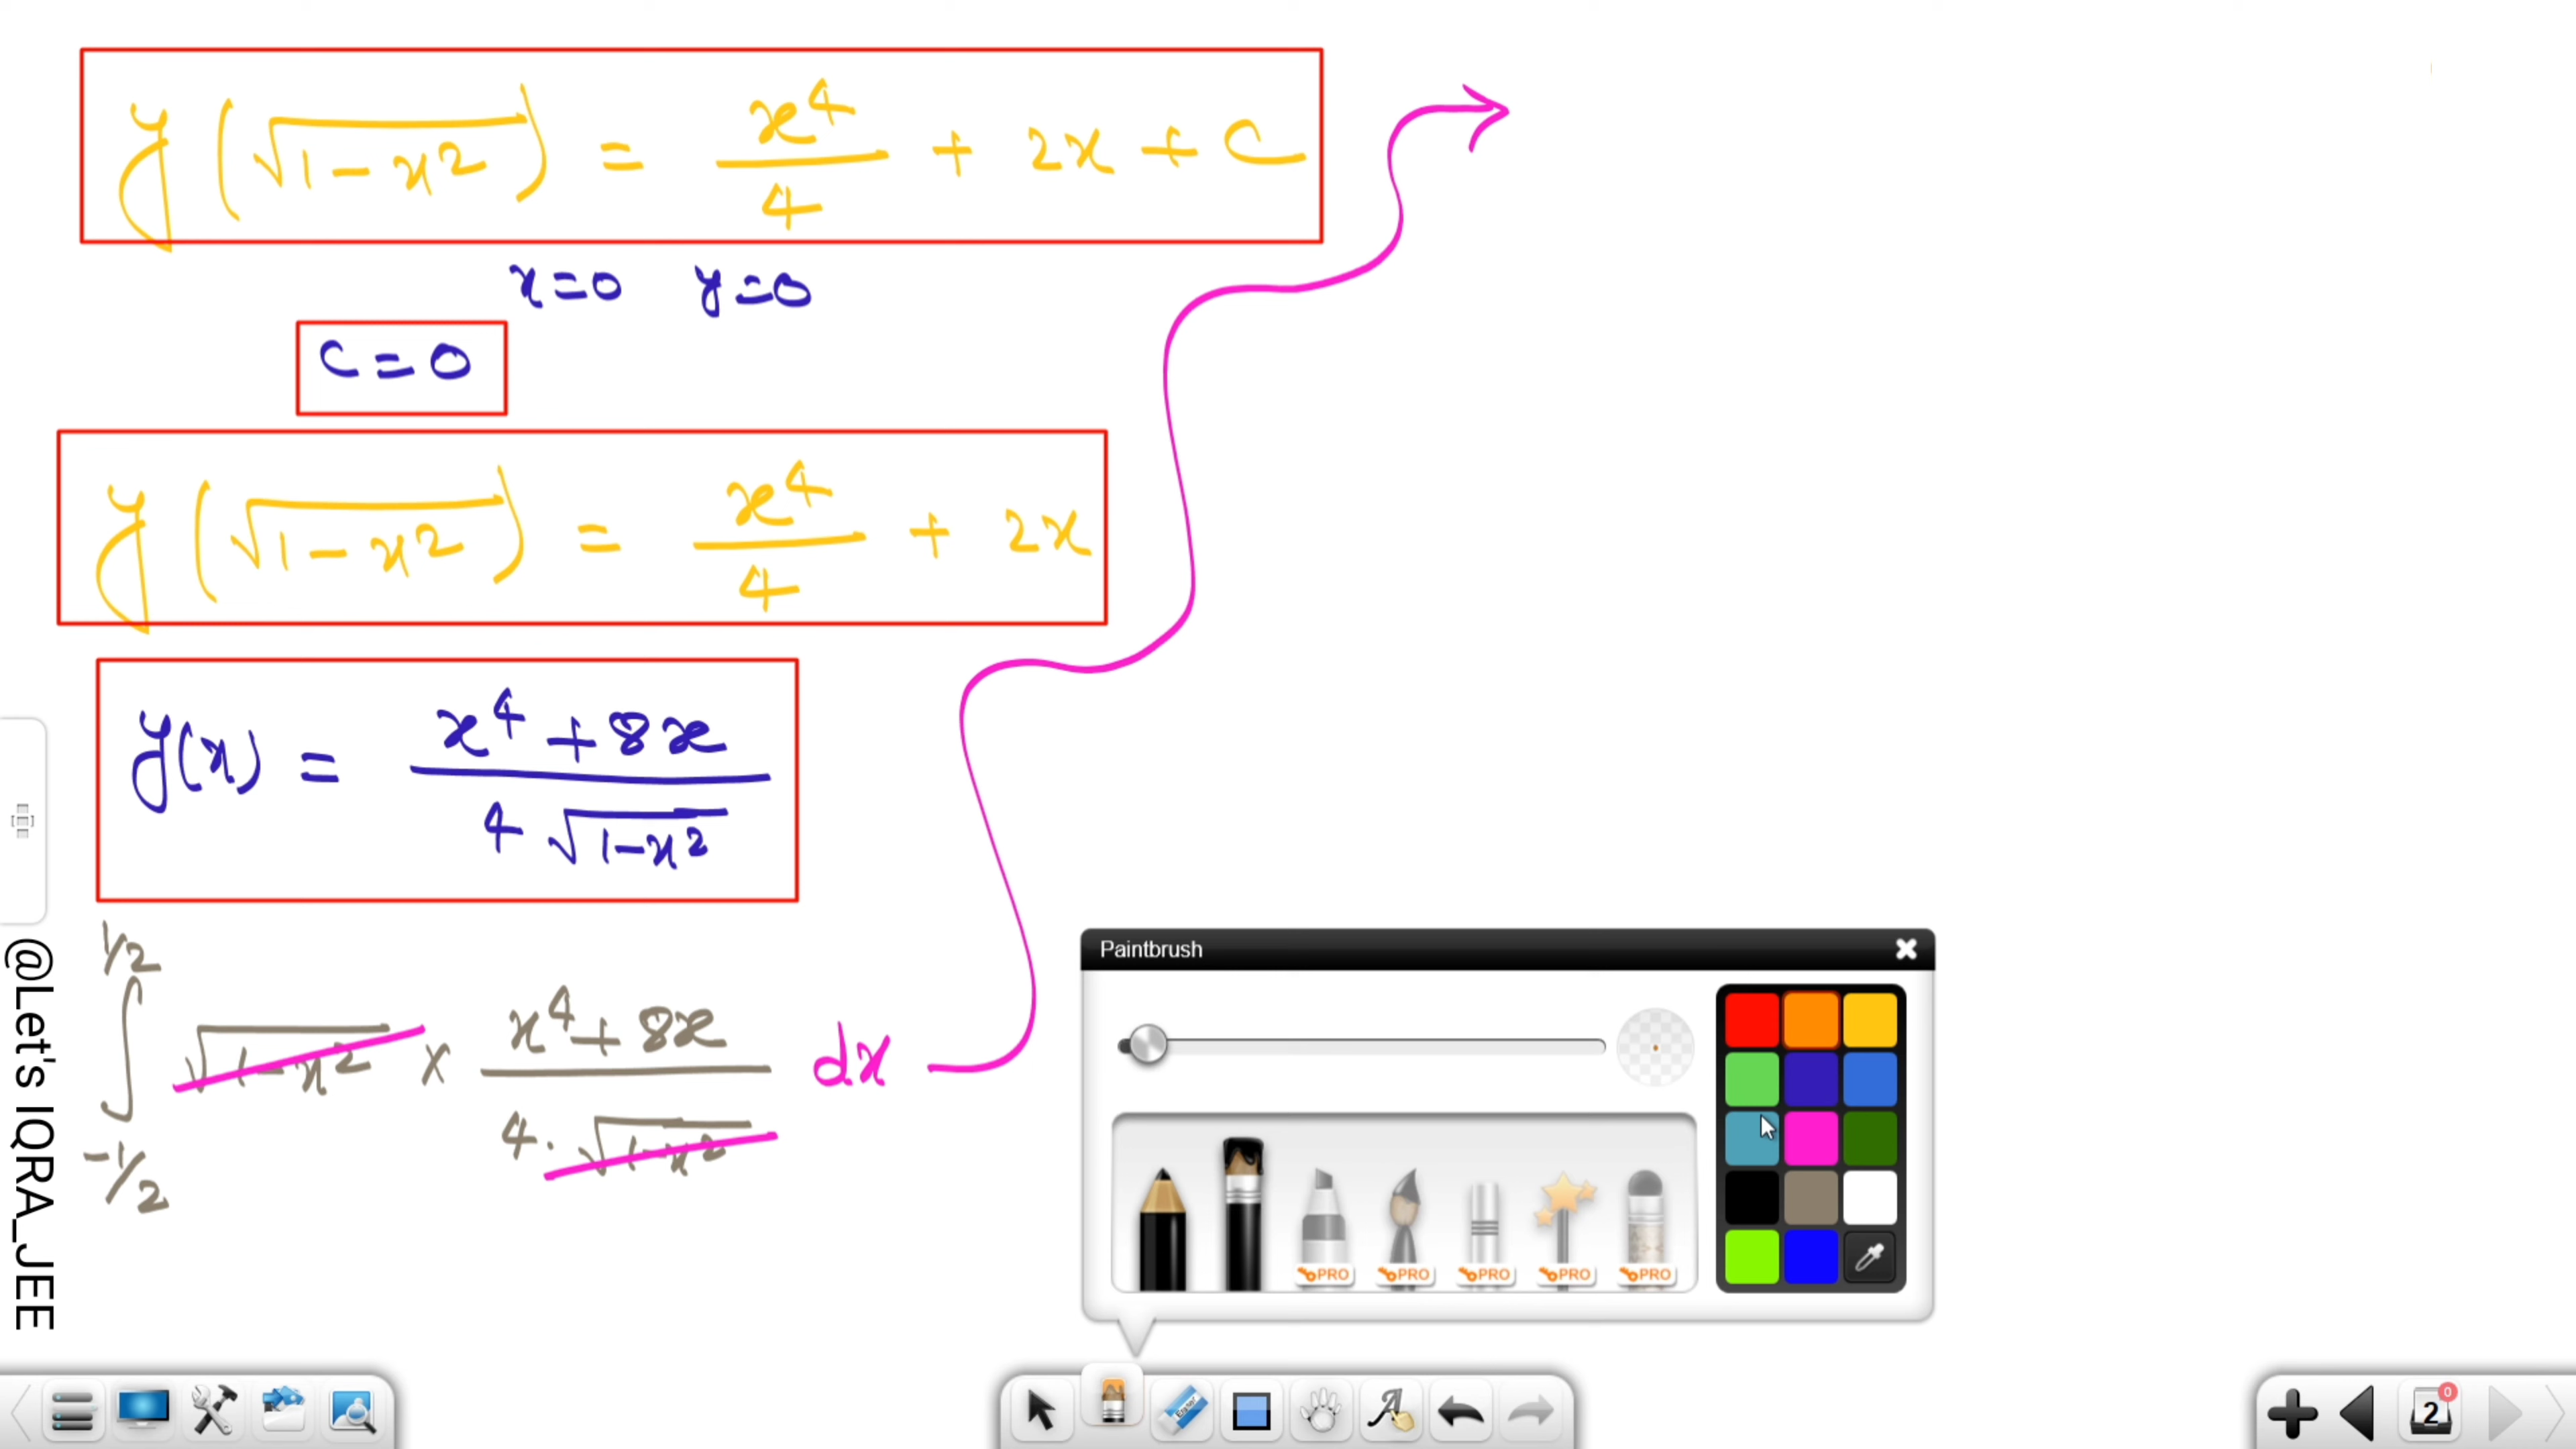 y(√(1-x²)) = x⁴/4 + 2x + C
x=0 y=0
C=0
y(√(1-x²)) = x⁴/4 + 2x
y(x) = (x⁴+8x)/(4√(1-x²))
∫_{-1/2}^{1/2} √(1-x²) × (x⁴+8x)/(4·√(1-x²)) dx
@Let's IQRA_JEE
Paintbrush
PRO PRO PRO PRO PRO
Eraser
A
2
0